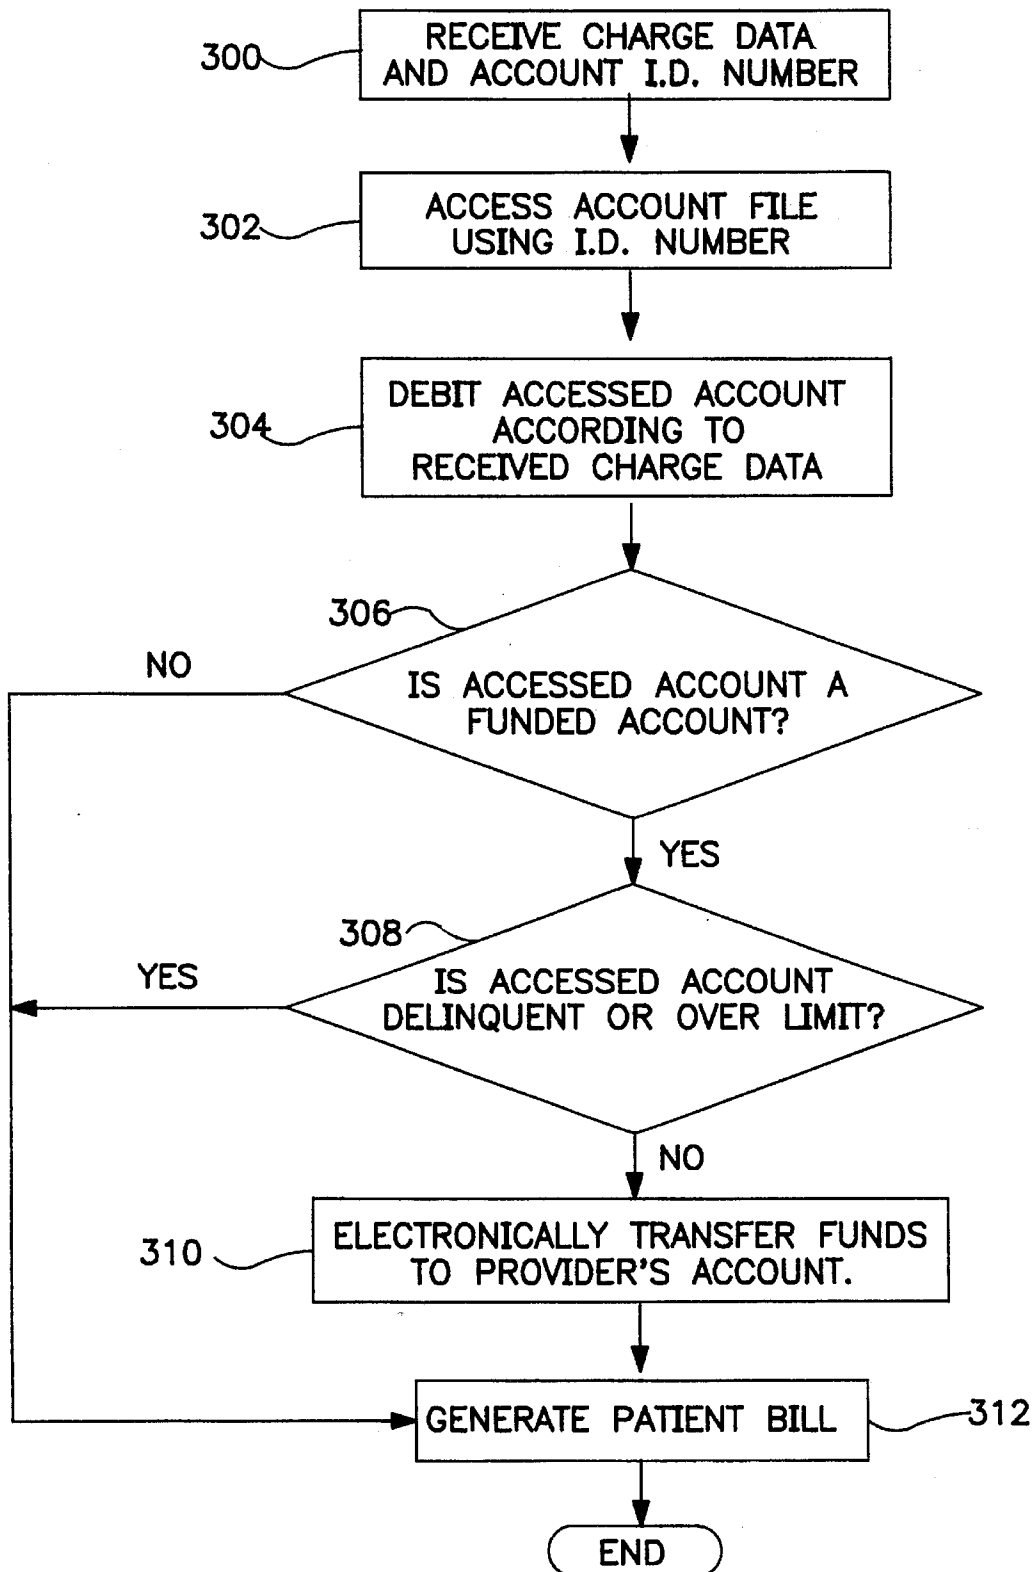 300
RECEIVE CHARGE DATA
AND ACCOUNT I.D. NUMBER
302
ACCESS ACCOUNT FILE
USING I.D. NUMBER
304
DEBIT ACCESSED ACCOUNT
ACCORDING TO
RECEIVED CHARGE DATA
306
NO
IS ACCESSED ACCOUNT A
FUNDED ACCOUNT?
YES
308
YES
IS ACCESSED ACCOUNT
DELINQUENT OR OVER LIMIT?
NO
310
ELECTRONICALLY TRANSFER FUNDS
TO PROVIDER'S ACCOUNT.
GENERATE PATIENT BILL
312
END